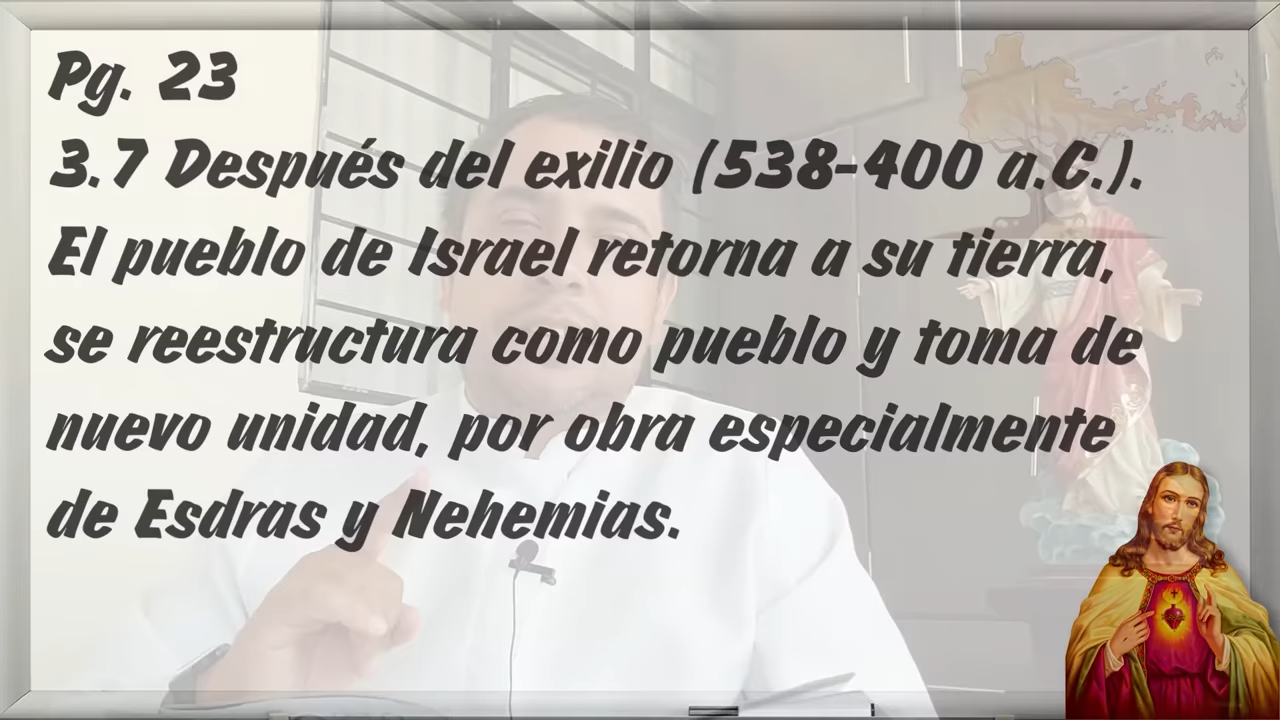 Pg. 23
3.7 Después del exilio (538-400 a.C.).
El pueblo de Israel retorna a su tierra,
se reestructura como pueblo y toma de
nuevo unidad, por obra especialmente
de Esdras y Nehemias.